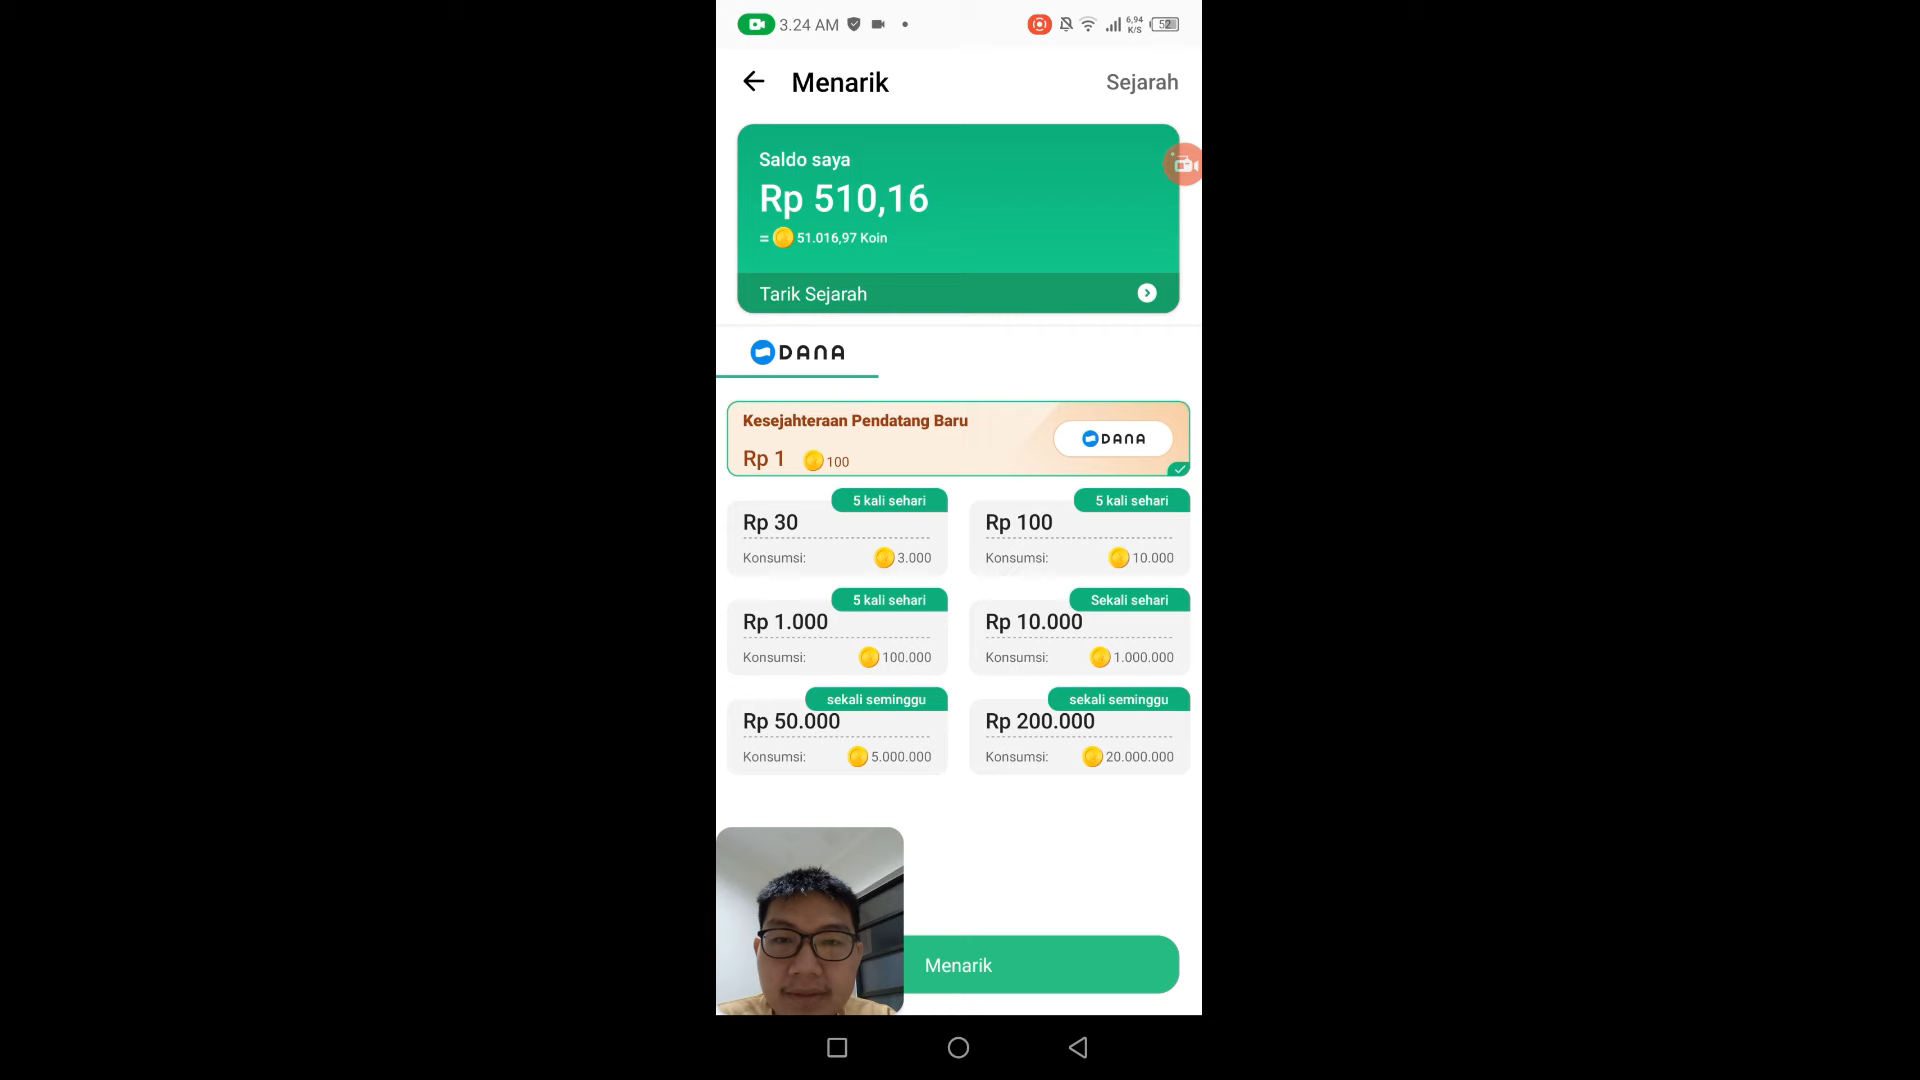 3.24 AM
6,94
K/S
52
Menarik
Sejarah
Saldo saya
Rp 510,16
= 51.016,97 Koin
Tarik Sejarah
DANA
Kesejahteraan Pendatang Baru
DANA
Rp 1 100
5 kali sehari
5 kali sehari
Rp 30
Rp 100
Konsumsi: 3.000
Konsumsi: 10.000
5 kali sehari
Sekali sehari
Rp 1.000
Rp 10.000
Konsumsi: 100.000
Konsumsi: 1.000.000
sekali seminggu
sekali seminggu
Rp 50.000
Rp 200.000
Konsumsi: 5.000.000
Konsumsi: 20.000.000
Menarik